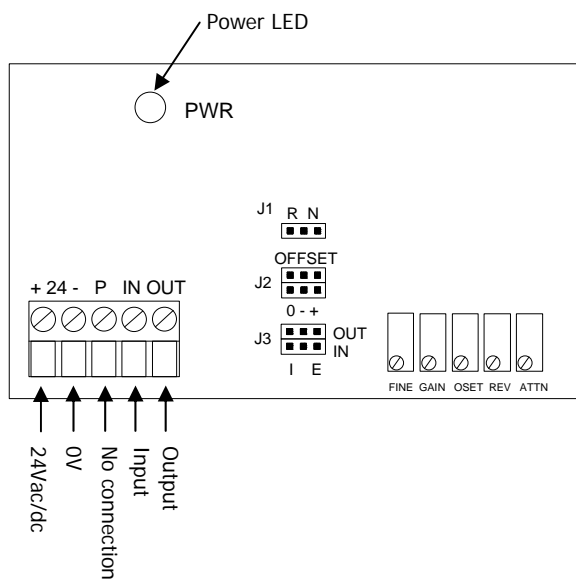 Power LED
PWR
J1
R N
OFFSET
J2
0 - +
J3
OUT
IN
I E
+ 24 - P IN OUT
FINE GAIN OSET REV ATTN
24Vac/dc
0V
No connection
Input
Output